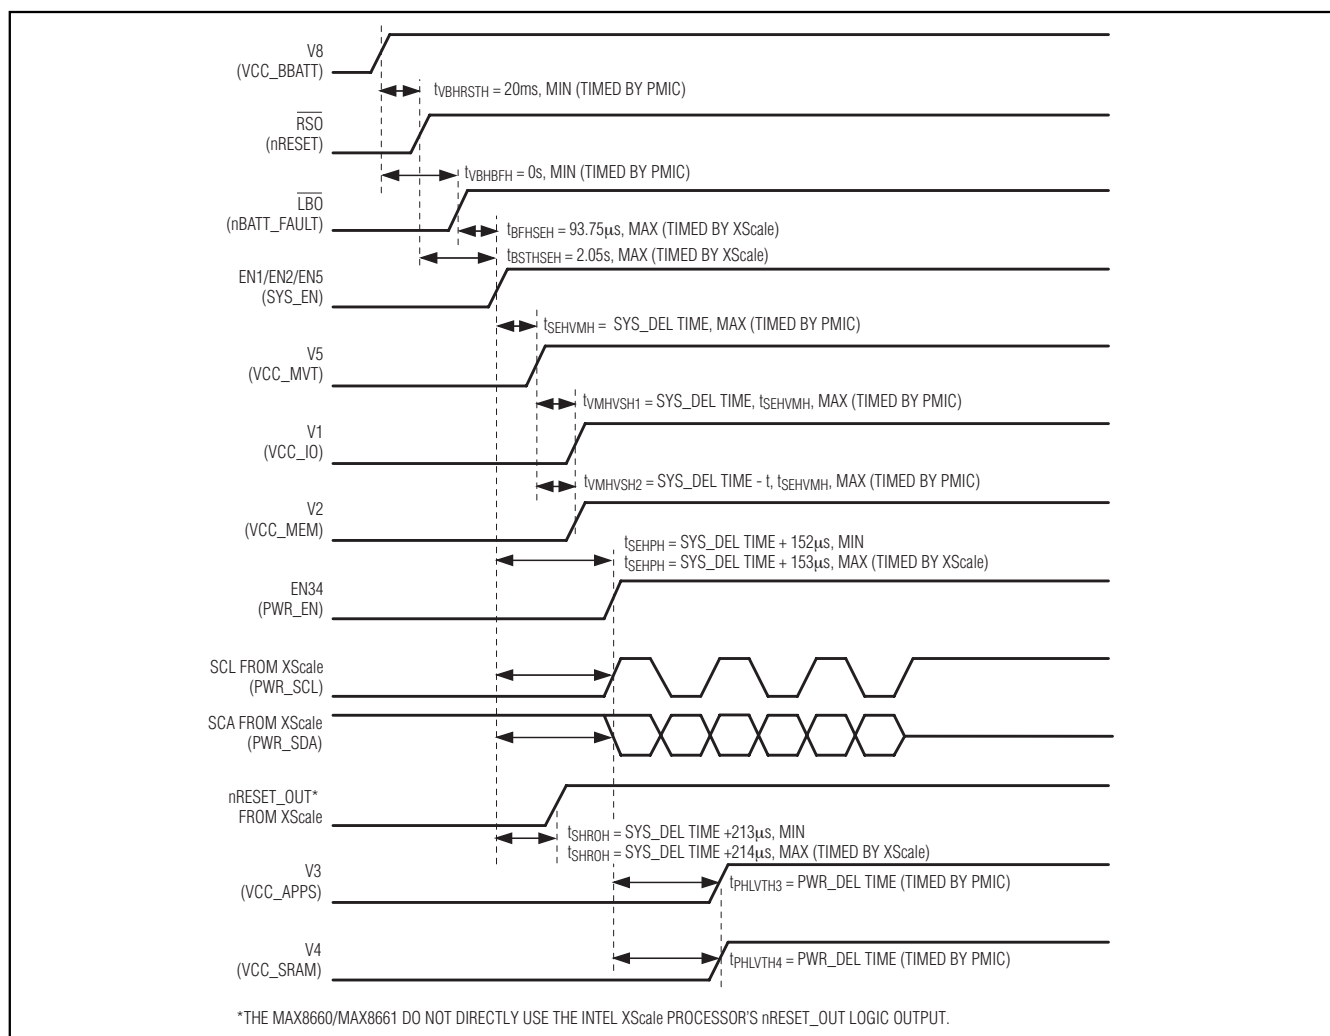 V8
(VCC_BBATT)
tVBHRSTH = 20ms, MIN (TIMED BY PMIC)
RSO
(nRESET)
tVBHBFH = 0s, MIN (TIMED BY PMIC)
LBO
(nBATT_FAULT)
tBFHSEH = 93.75µs, MAX (TIMED BY XScale)
tBSTHSEH = 2.05s, MAX (TIMED BY XScale)
EN1/EN2/EN5
(SYS_EN)
tSEHVMH = SYS_DEL TIME, MAX (TIMED BY PMIC)
V5
(VCC_MVT)
tVMHVSH1 = SYS_DEL TIME, tSEHVMH, MAX (TIMED BY PMIC)
V1
(VCC_IO)
tVMHVSH2 = SYS_DEL TIME - t, tSEHVMH, MAX (TIMED BY PMIC)
V2
(VCC_MEM)
tSEHPH = SYS_DEL TIME + 152µs, MIN
tSEHPH = SYS_DEL TIME + 153µs, MAX (TIMED BY XScale)
EN34
(PWR_EN)
SCL FROM XScale
(PWR_SCL)
SCA FROM XScale
(PWR_SDA)
nRESET_OUT*
FROM XScale
tSHROH = SYS_DEL TIME +213µs, MIN
tSHROH = SYS_DEL TIME +214µs, MAX (TIMED BY XScale)
V3
(VCC_APPS)
tPHLVTH3 = PWR_DEL TIME (TIMED BY PMIC)
V4
(VCC_SRAM)
tPHLVTH4 = PWR_DEL TIME (TIMED BY PMIC)
*THE MAX8660/MAX8661 DO NOT DIRECTLY USE THE INTEL XScale PROCESSOR'S nRESET_OUT LOGIC OUTPUT.